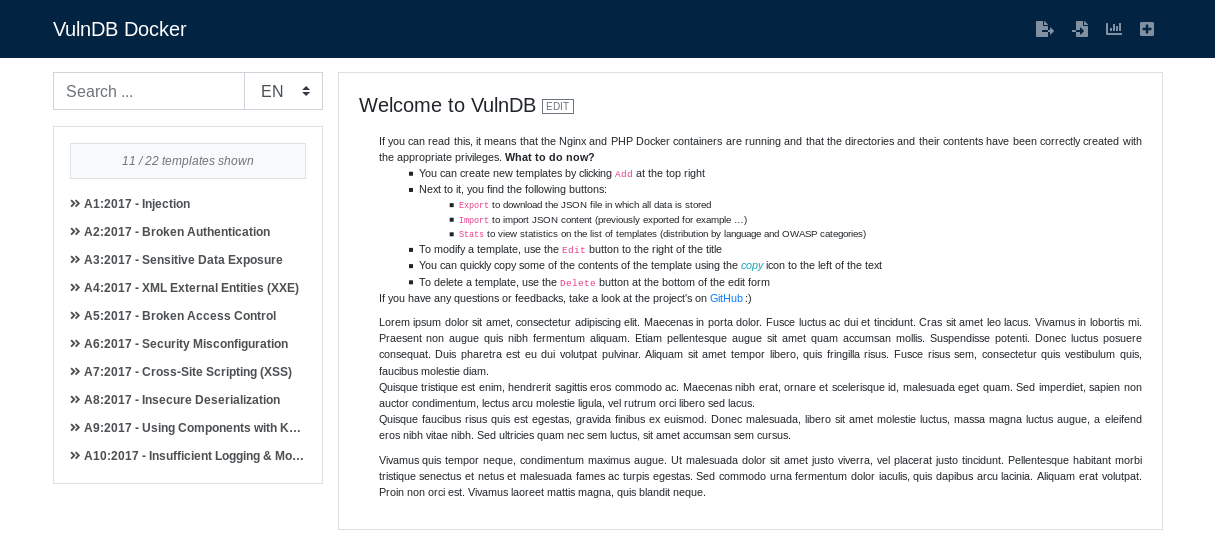 VulnDB Docker
Search ...
EN
11 / 22 templates shown
A1:2017 - Injection
A2:2017 - Broken Authentication
A3:2017 - Sensitive Data Exposure
A4:2017 - XML External Entities (XXE)
A5:2017 - Broken Access Control
A6:2017 - Security Misconfiguration
A7:2017 - Cross-Site Scripting (XSS)
A8:2017 - Insecure Deserialization
A9:2017 - Using Components with K...
A10:2017 - Insufficient Logging & Mo...
Welcome to VulnDB EDIT
If you can read this, it means that the Nginx and PHP Docker containers are running and that the directories and their contents have been correctly created with
the appropriate privileges. What to do now?
You can create new templates by clicking Add at the top right
Next to it, you find the following buttons:
Export to download the JSON file in which all data is stored
Import to import JSON content (previously exported for example ...)
Stats to view statistics on the list of templates (distribution by language and OWASP categories)
To modify a template, use the Edit button to the right of the title
You can quickly copy some of the contents of the template using the copy icon to the left of the text
To delete a template, use the Delete button at the bottom of the edit form
If you have any questions or feedbacks, take a look at the project's on GitHub :)
Lorem ipsum dolor sit amet, consectetur adipiscing elit. Maecenas in porta dolor. Fusce luctus ac dui et tincidunt. Cras sit amet leo lacus. Vivamus in lobortis mi.
Praesent non augue quis nibh fermentum aliquam. Etiam pellentesque augue sit amet quam accumsan mollis. Suspendisse potenti. Donec luctus posuere
consequat. Duis pharetra est eu dui volutpat pulvinar. Aliquam sit amet tempor libero, quis fringilla risus. Fusce risus sem, consectetur quis vestibulum quis,
faucibus molestie diam.
Quisque tristique est enim, hendrerit sagittis eros commodo ac. Maecenas nibh erat, ornare et scelerisque id, malesuada eget quam. Sed imperdiet, sapien non
auctor condimentum, lectus arcu molestie ligula, vel rutrum orci libero sed lacus.
Quisque faucibus risus quis est egestas, gravida finibus ex euismod. Donec malesuada, libero sit amet molestie luctus, massa magna luctus augue, a eleifend
eros nibh vitae nibh. Sed ultricies quam nec sem luctus, sit amet accumsan sem cursus.
Vivamus quis tempor neque, condimentum maximus augue. Ut malesuada dolor sit amet justo viverra, vel placerat justo tincidunt. Pellentesque habitant morbi
tristique senectus et netus et malesuada fames ac turpis egestas. Sed commodo urna fermentum dolor iaculis, quis dapibus arcu lacinia. Aliquam erat volutpat.
Proin non orci est. Vivamus laoreet mattis magna, quis blandit neque.